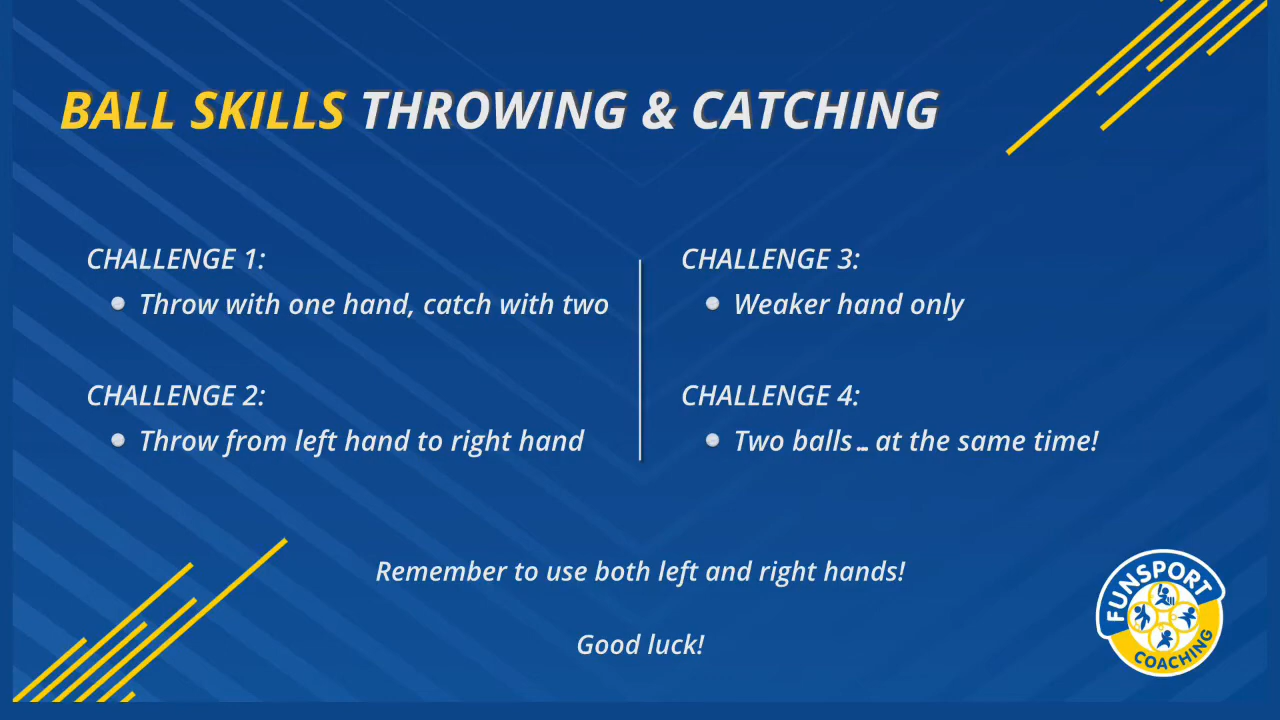 BALL SKILLS THROWING & CATCHING
CHALLENGE 1:
Throw with one hand, catch with two
CHALLENGE 2:
Throw from left hand to right hand
CHALLENGE 3:
Weaker hand only
CHALLENGE 4:
Two balls... at the same time!
Remember to use both left and right hands!
Good luck!
FUNSPORT
COACHING